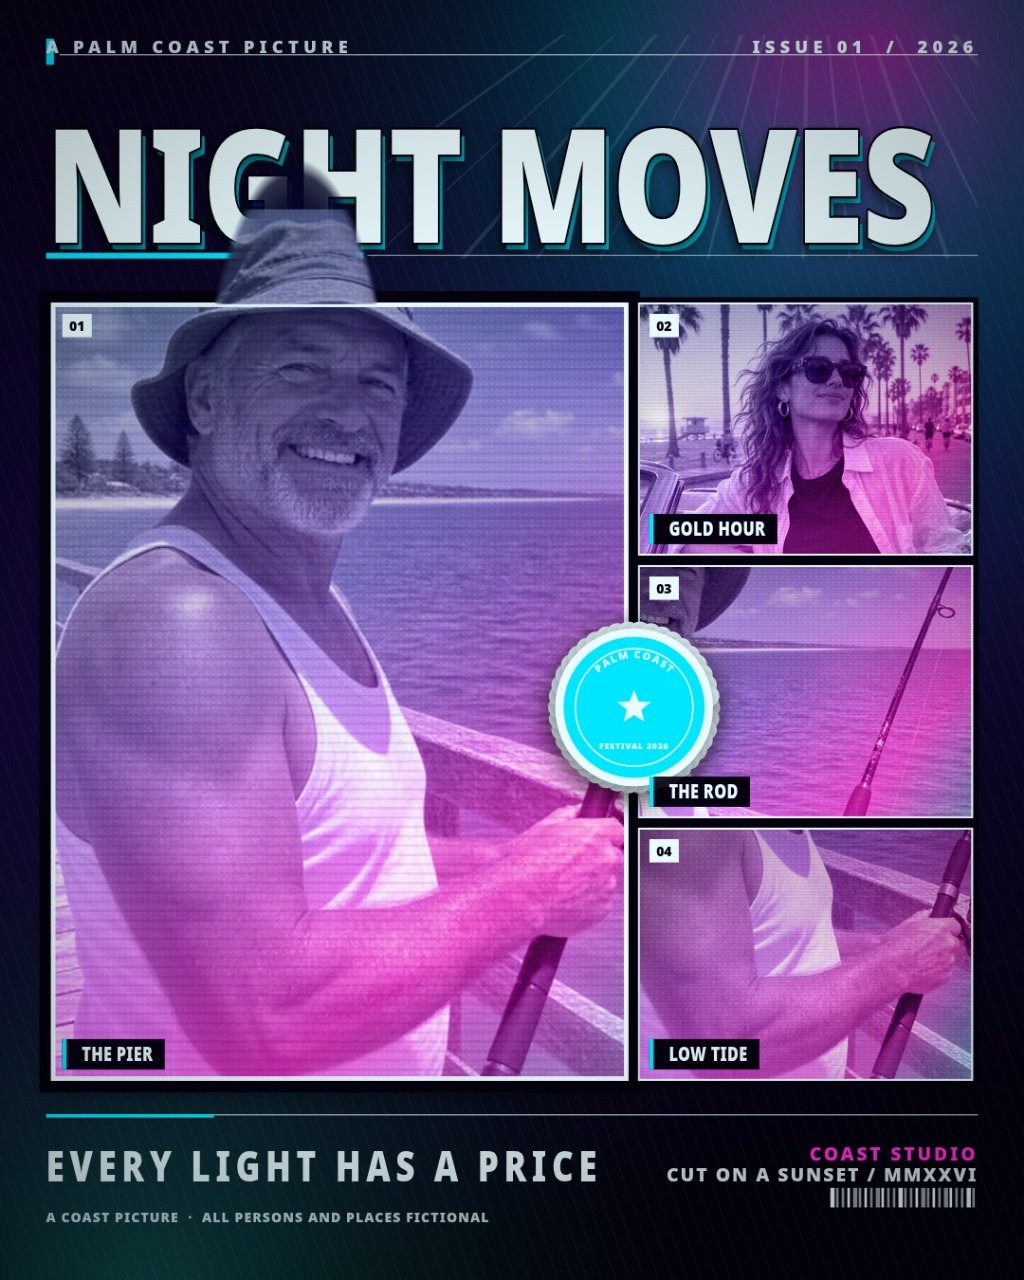 A PALM COAST PICTURE
ISSUE 01 / 2026
NIGHT MOVES
01
THE PIER
02
GOLD HOUR
03
THE ROD
PALM COAST
FESTIVAL 2026
04
LOW TIDE
EVERY LIGHT HAS A PRICE
A COAST PICTURE · ALL PERSONS AND PLACES FICTIONAL
COAST STUDIO
CUT ON A SUNSET / MMXXVI